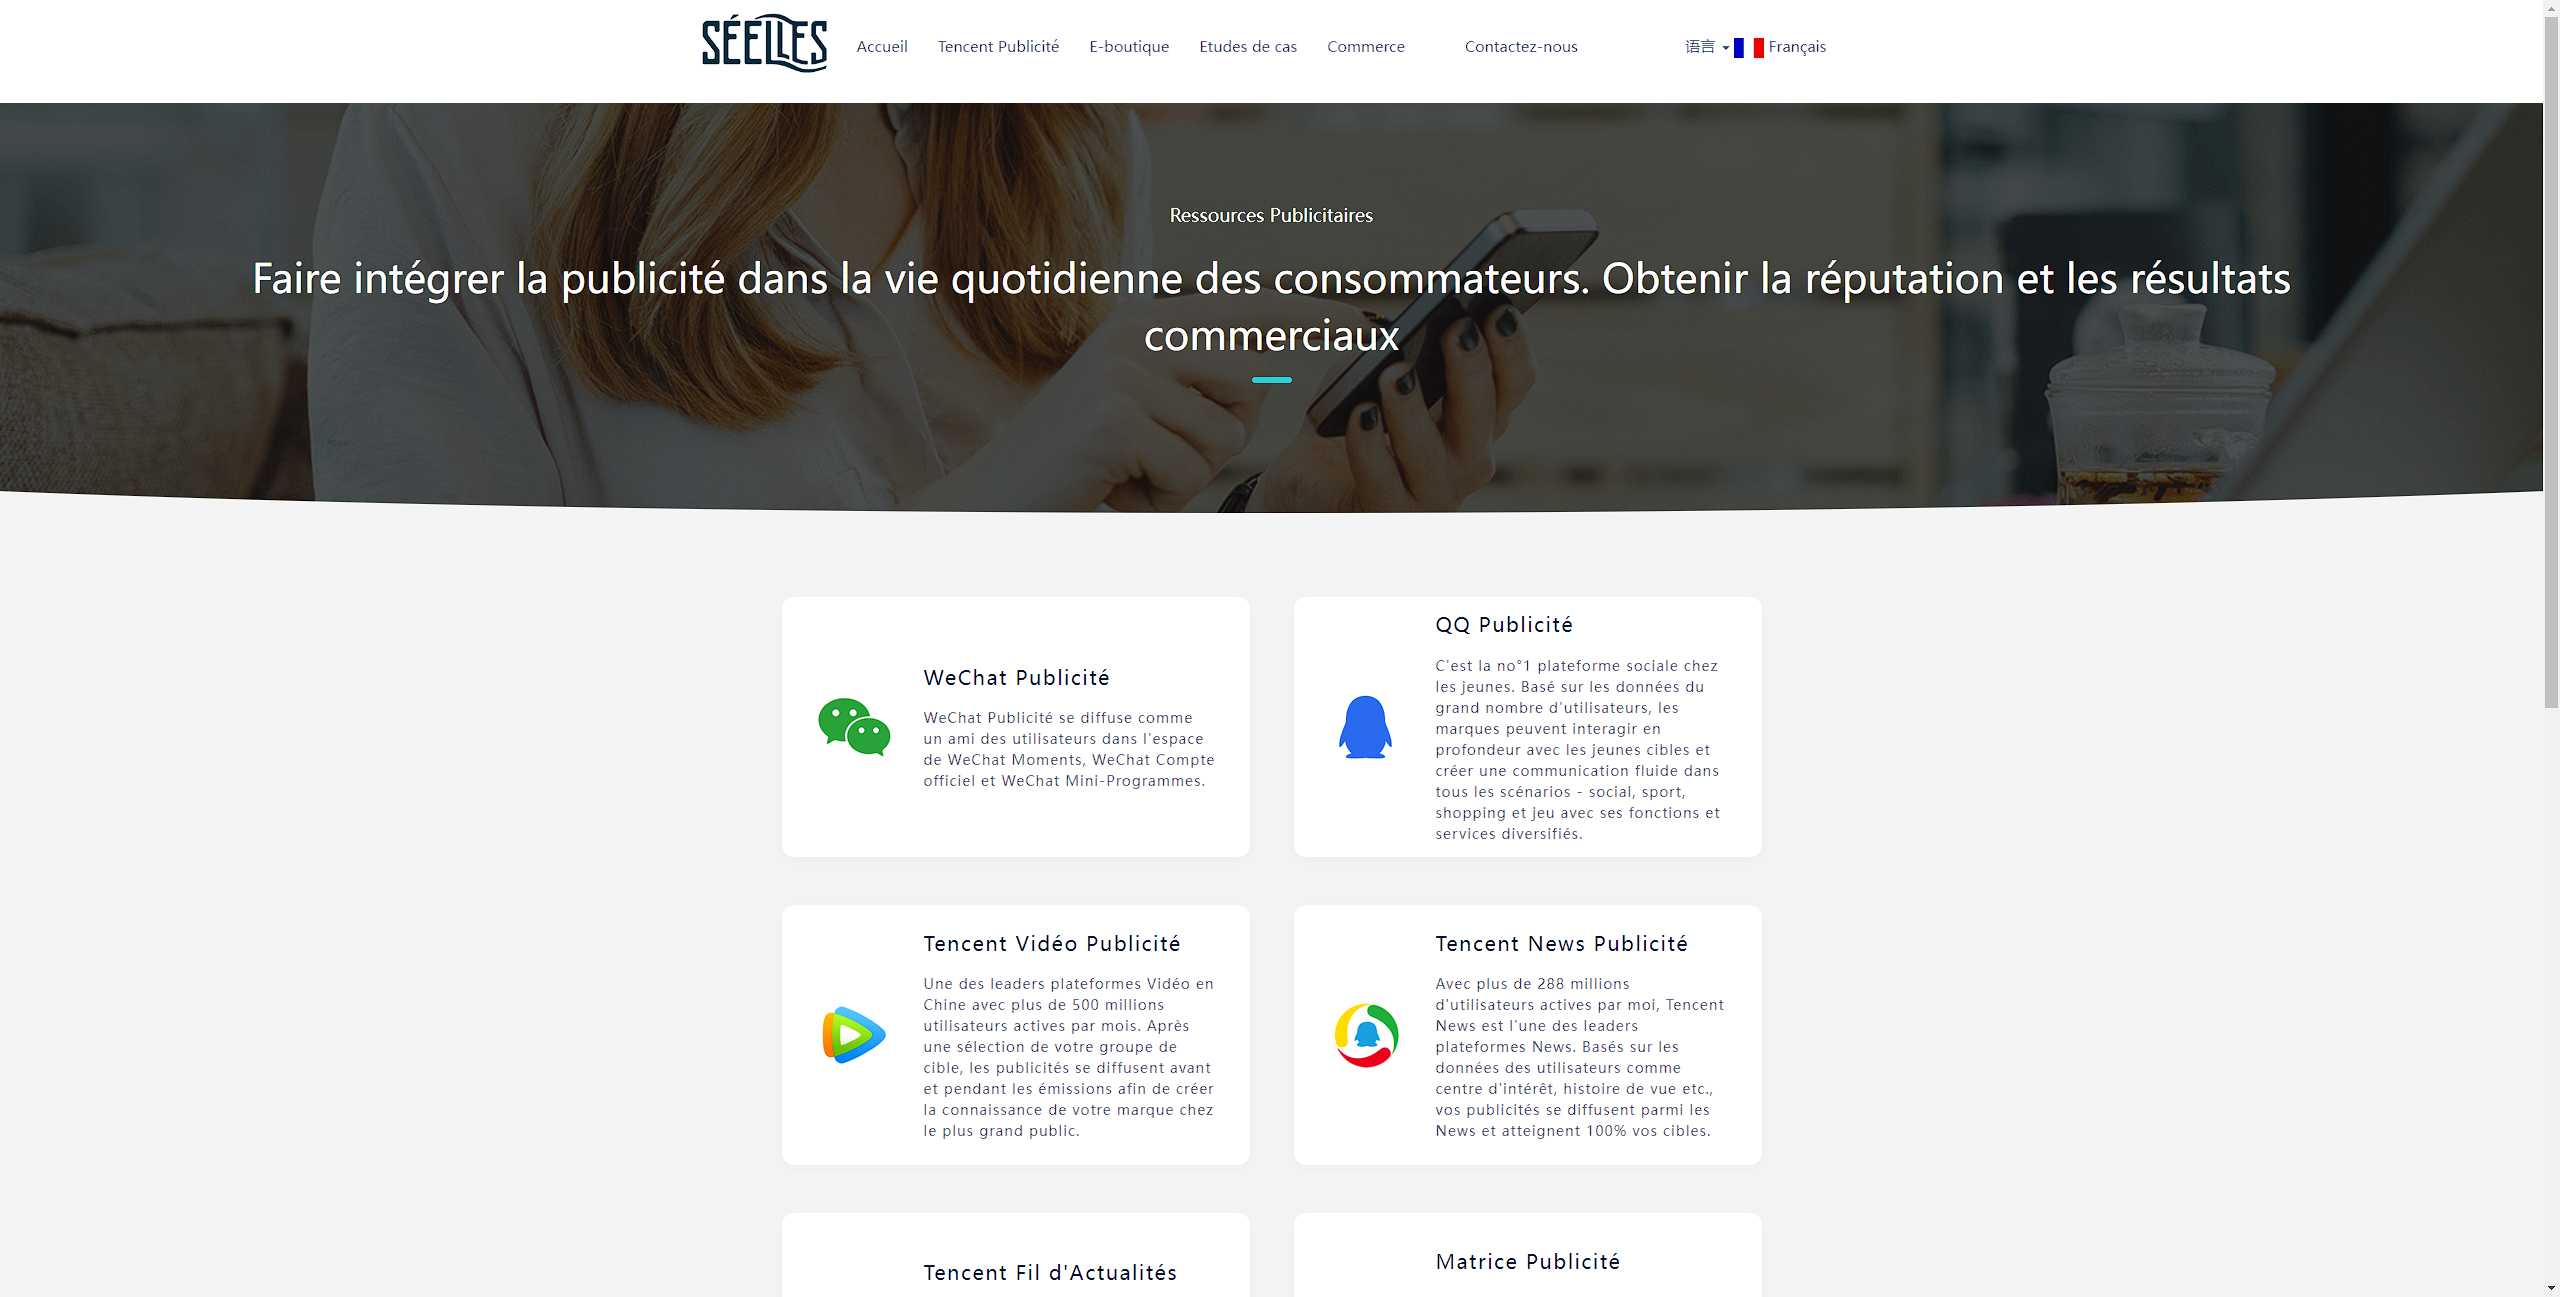 SÉELLES
Accueil
Tencent Publicité
E-boutique
Etudes de cas
Commerce
Contactez-nous
语言
Français
Ressources Publicitaires
Faire intégrer la publicité dans la vie quotidienne des consommateurs. Obtenir la réputation et les résultats
commerciaux
WeChat Publicité
WeChat Publicité se diffuse comme
un ami des utilisateurs dans l'espace
de WeChat Moments, WeChat Compte
officiel et WeChat Mini-Programmes.
QQ Publicité
C'est la no°1 plateforme sociale chez
les jeunes. Basé sur les données du
grand nombre d'utilisateurs, les
marques peuvent interagir en
profondeur avec les jeunes cibles et
créer une communication fluide dans
tous les scénarios - social, sport,
shopping et jeu avec ses fonctions et
services diversifiés.
Tencent Vidéo Publicité
Une des leaders plateformes Vidéo en
Chine avec plus de 500 millions
utilisateurs actives par mois. Après
une sélection de votre groupe de
cible, les publicités se diffusent avant
et pendant les émissions afin de créer
la connaissance de votre marque chez
le plus grand public.
Tencent News Publicité
Avec plus de 288 millions
d'utilisateurs actives par moi, Tencent
News est l'une des leaders
plateformes News. Basés sur les
données des utilisateurs comme
centre d'intérêt, histoire de vue etc.,
vos publicités se diffusent parmi les
News et atteignent 100% vos cibles.
Tencent Fil d'Actualités
Matrice Publicité